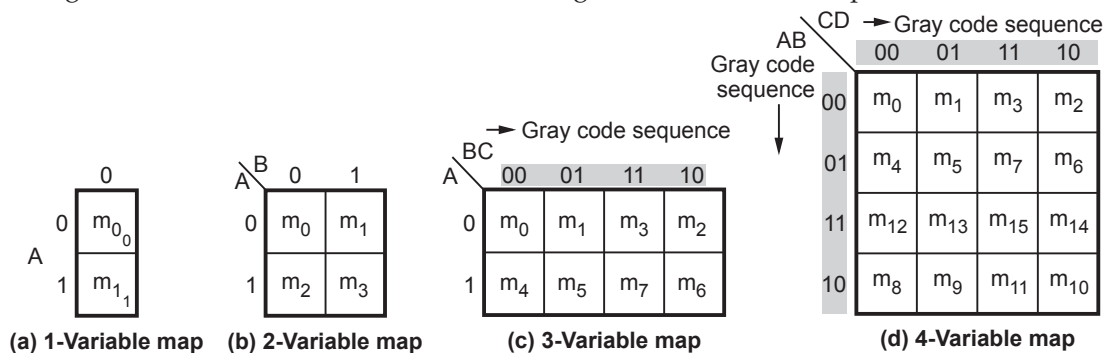 CD → Gray code sequence
AB
00 01 11 10
Gray code
sequence
00 m0 m1 m3 m2
01 m4 m5 m7 m6
11 m12 m13 m15 m14
10 m8 m9 m11 m10
(d) 4-Variable map
0
0 m00
A
1 m11
(a) 1-Variable map
B
A 0 1
0 m0 m1
1 m2 m3
(b) 2-Variable map
→ Gray code sequence
BC
A 00 01 11 10
0 m0 m1 m3 m2
1 m4 m5 m7 m6
(c) 3-Variable map